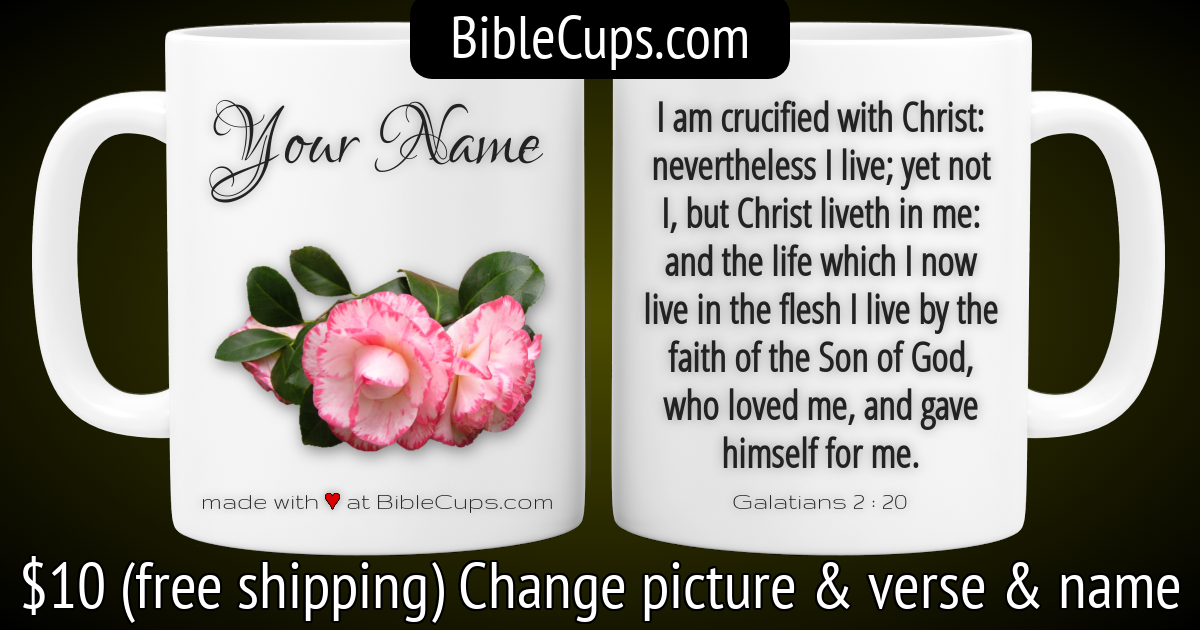 BibleCups.com
Your Name
made with ♥ at BibleCups.com
I am crucified with Christ:
nevertheless I live; yet not
I, but Christ liveth in me:
and the life which I now
live in the flesh I live by the
faith of the Son of God,
who loved me, and gave
himself for me.
Galatians 2 : 20
$10 (free shipping) Change picture & verse & name